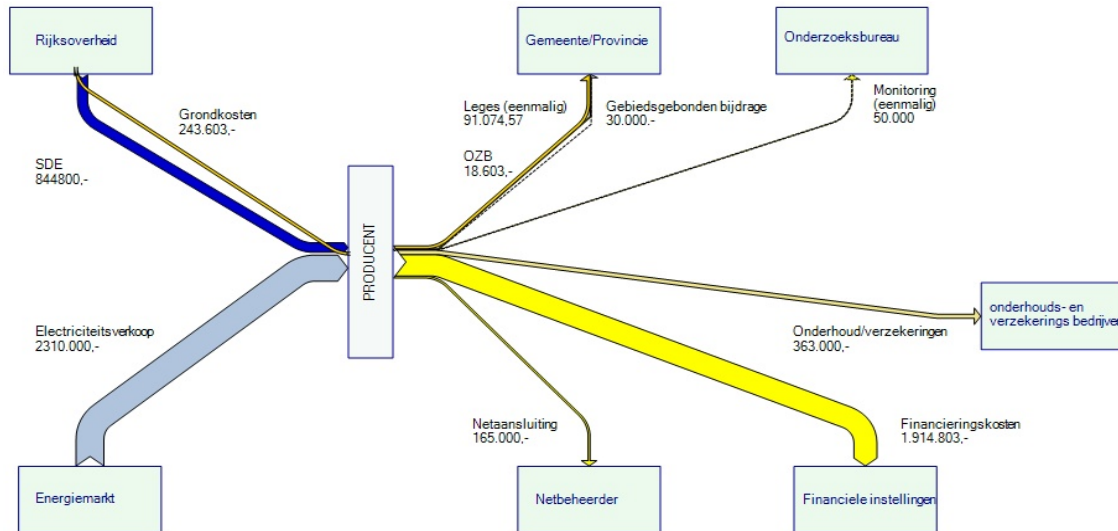 Rijksoverheid
Gemeente/Provincie
Onderzoeksbureau
Grondkosten
243.603,-
Leges (eenmalig)
91.074,57
Gebiedsgebonden bijdrage
30.000.-
Monitoring
(eenmalig)
50.000
SDE
844800,-
OZB
18.603,-
PRODUCENT
Electriciteitsverkoop
2310.000,-
Onderhoud/verzekeringen
363.000,-
onderhouds- en
verzekerings bedrijven
Netaansluiting
165.000,-
Financieringskosten
1.914.803,-
Energiemarkt
Netbeheerder
Financiele instellingen